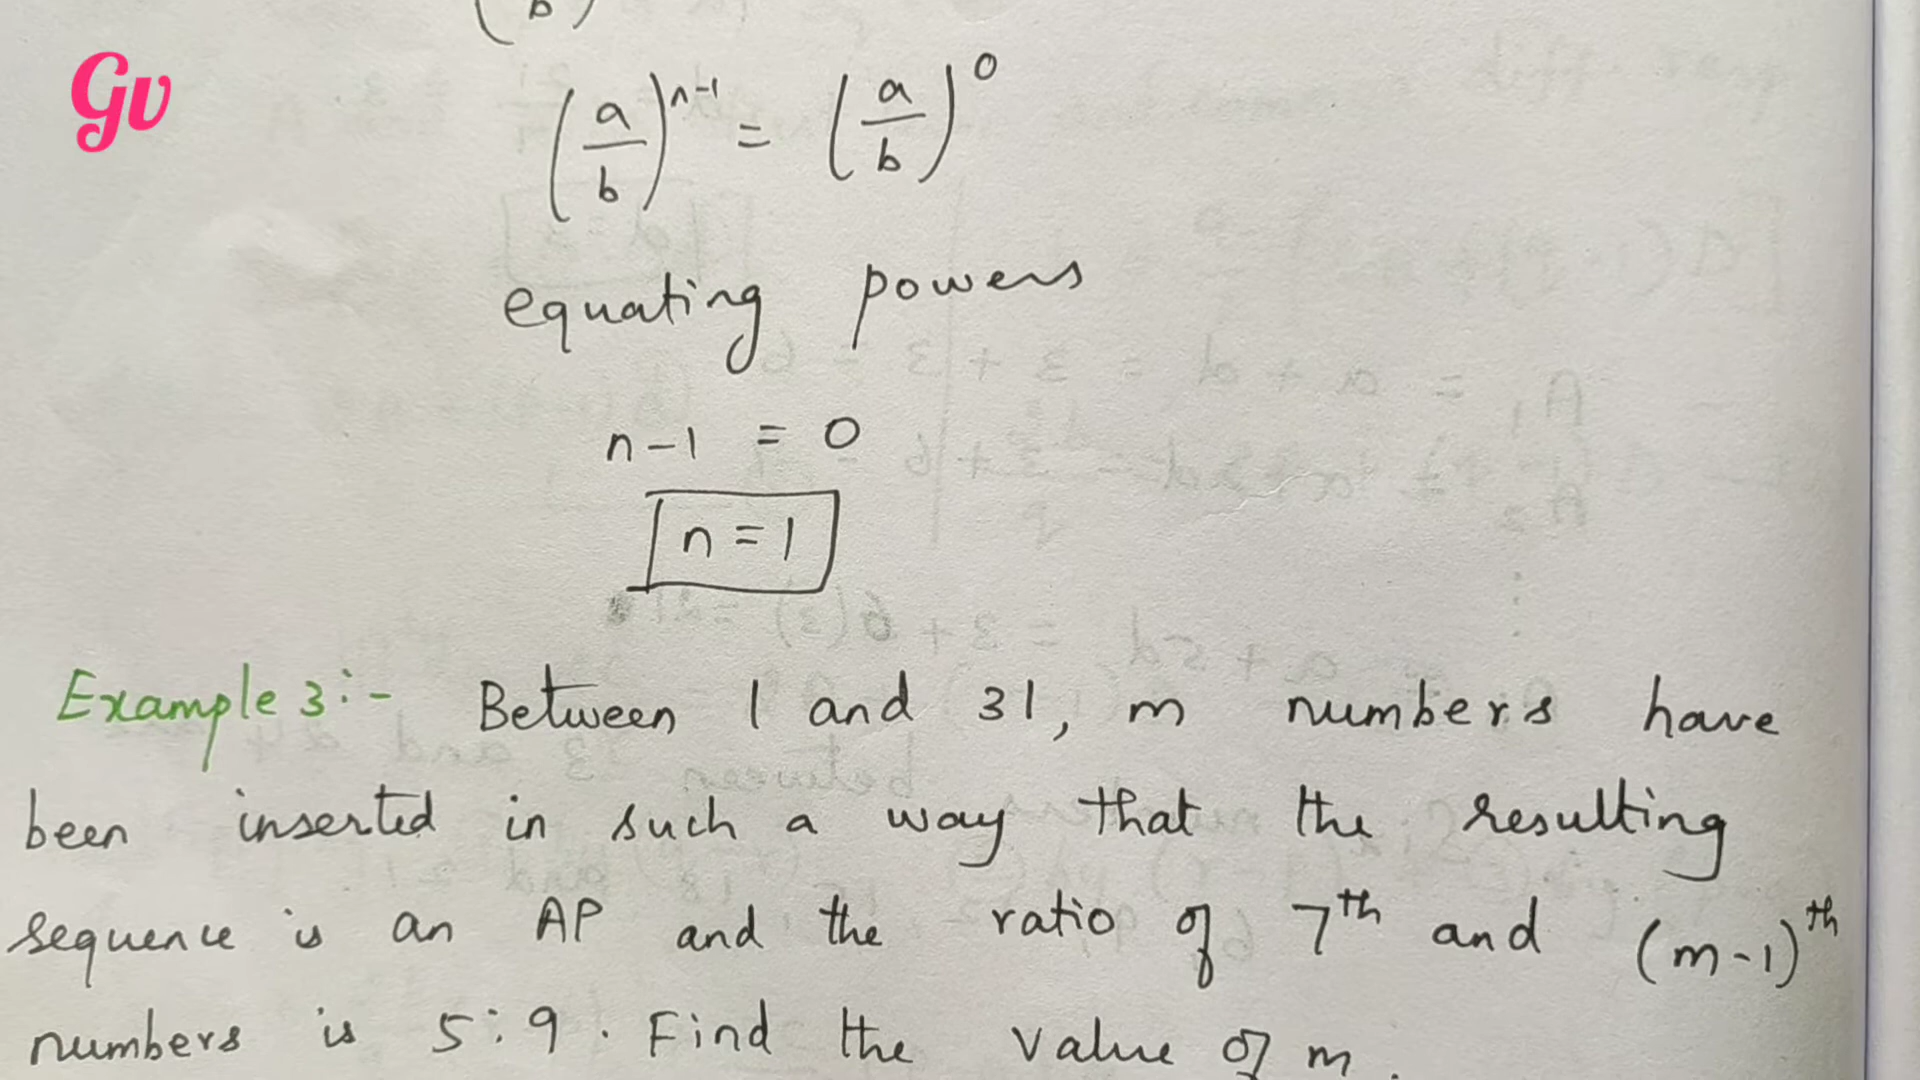 Gv
b)
(a/b)^(n-1) = (a/b)^0
equating powers
n-1 = 0
n=1
Example 3:- Between 1 and 31, m numbers have
been inserted in such a way that the resulting
sequence is an AP and the ratio of 7th and (m-1)th
numbers is 5:9. Find the value of m.